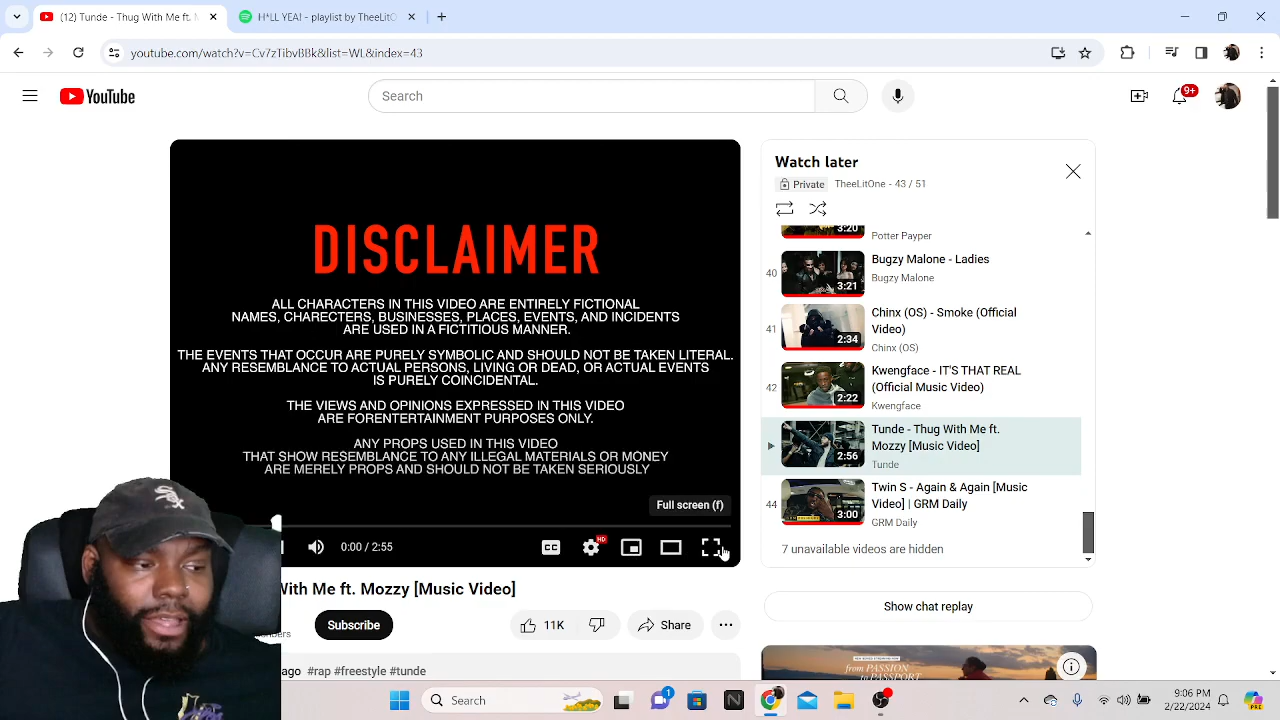 (12) Tunde - Thug With Me ft. M
H*LL YEA! - playlist by TheLitO
youtube.com/watch?v=Cv7zTibvBBk&list=WL&index=43
YouTube
Search
9+
DISCLAIMER
ALL CHARACTERS IN THIS VIDEO ARE ENTIRELY FICTIONAL
NAMES, CHARECTERS, BUSINESSES, PLACES, EVENTS, AND INCIDENTS
ARE USED IN A FICTITIOUS MANNER.
THE EVENTS THAT OCCUR ARE PURELY SYMBOLIC AND SHOULD NOT BE TAKEN LITERAL.
ANY RESEMBLANCE TO ACTUAL PERSONS, LIVING OR DEAD, OR ACTUAL EVENTS
IS PURELY COINCIDENTAL.
THE VIEWS AND OPINIONS EXPRESSED IN THIS VIDEO
ARE FORENTERTAINMENT PURPOSES ONLY.
ANY PROPS USED IN THIS VIDEO
THAT SHOW RESEMBLANCE TO ANY ILLEGAL MATERIALS OR MONEY
ARE MERELY PROPS AND SHOULD NOT BE TAKEN SERIOUSLY
Full screen (f)
0:00 / 2:55
CC
HD
With Me ft. Mozzy [Music Video]
Subscribe
11K
Share
ago #rap #freestyle #tunde
Watch later
Private
TheeLitOne - 43 / 51
3:20
Potter Payper
40
3:21
Bugzy Malone - Ladies
Bugzy Malone
41
2:34
Chinx (OS) - Smoke (Official
Video)
Chinx (OS)
42
2:22
Kwengface - IT'S THAT REAL
(Official Music Video)
Kwengface
2:56
Tunde - Thug With Me ft.
Mozzy [Music Video]
Tunde
44
3:00
Twin S - Again & Again [Music
Video] | GRM Daily
GRM Daily
7 unavailable videos are hidden
Show chat replay
from PASSION
to PASSPORT
Search
1
9:06 PM
2/22/2024
PRE